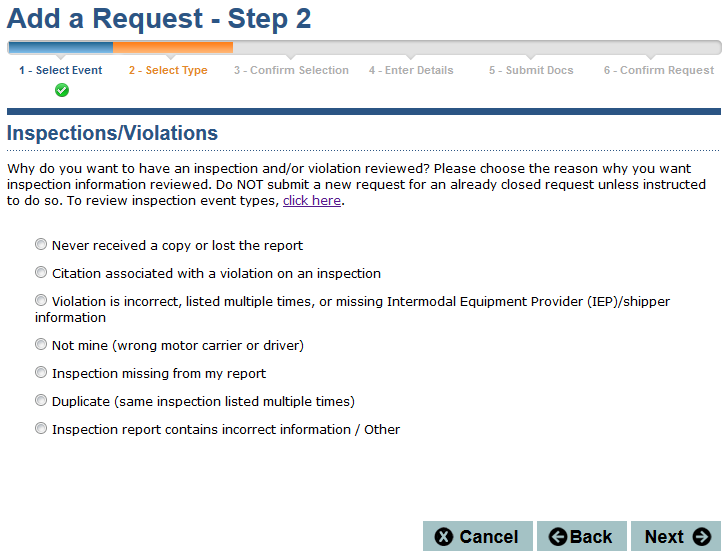 Add a Request - Step 2
1 - Select Event
2 - Select Type
3 - Confirm Selection
4 - Enter Details
5 - Submit Docs
6 - Confirm Request
Inspections/Violations
Why do you want to have an inspection and/or violation reviewed? Please choose the reason why you want
inspection information reviewed. Do NOT submit a new request for an already closed request unless instructed
to do so. To review inspection event types, click here.
Never received a copy or lost the report
Citation associated with a violation on an inspection
Violation is incorrect, listed multiple times, or missing Intermodal Equipment Provider (IEP)/shipper
information
Not mine (wrong motor carrier or driver)
Inspection missing from my report
Duplicate (same inspection listed multiple times)
Inspection report contains incorrect information / Other
Cancel
Back
Next